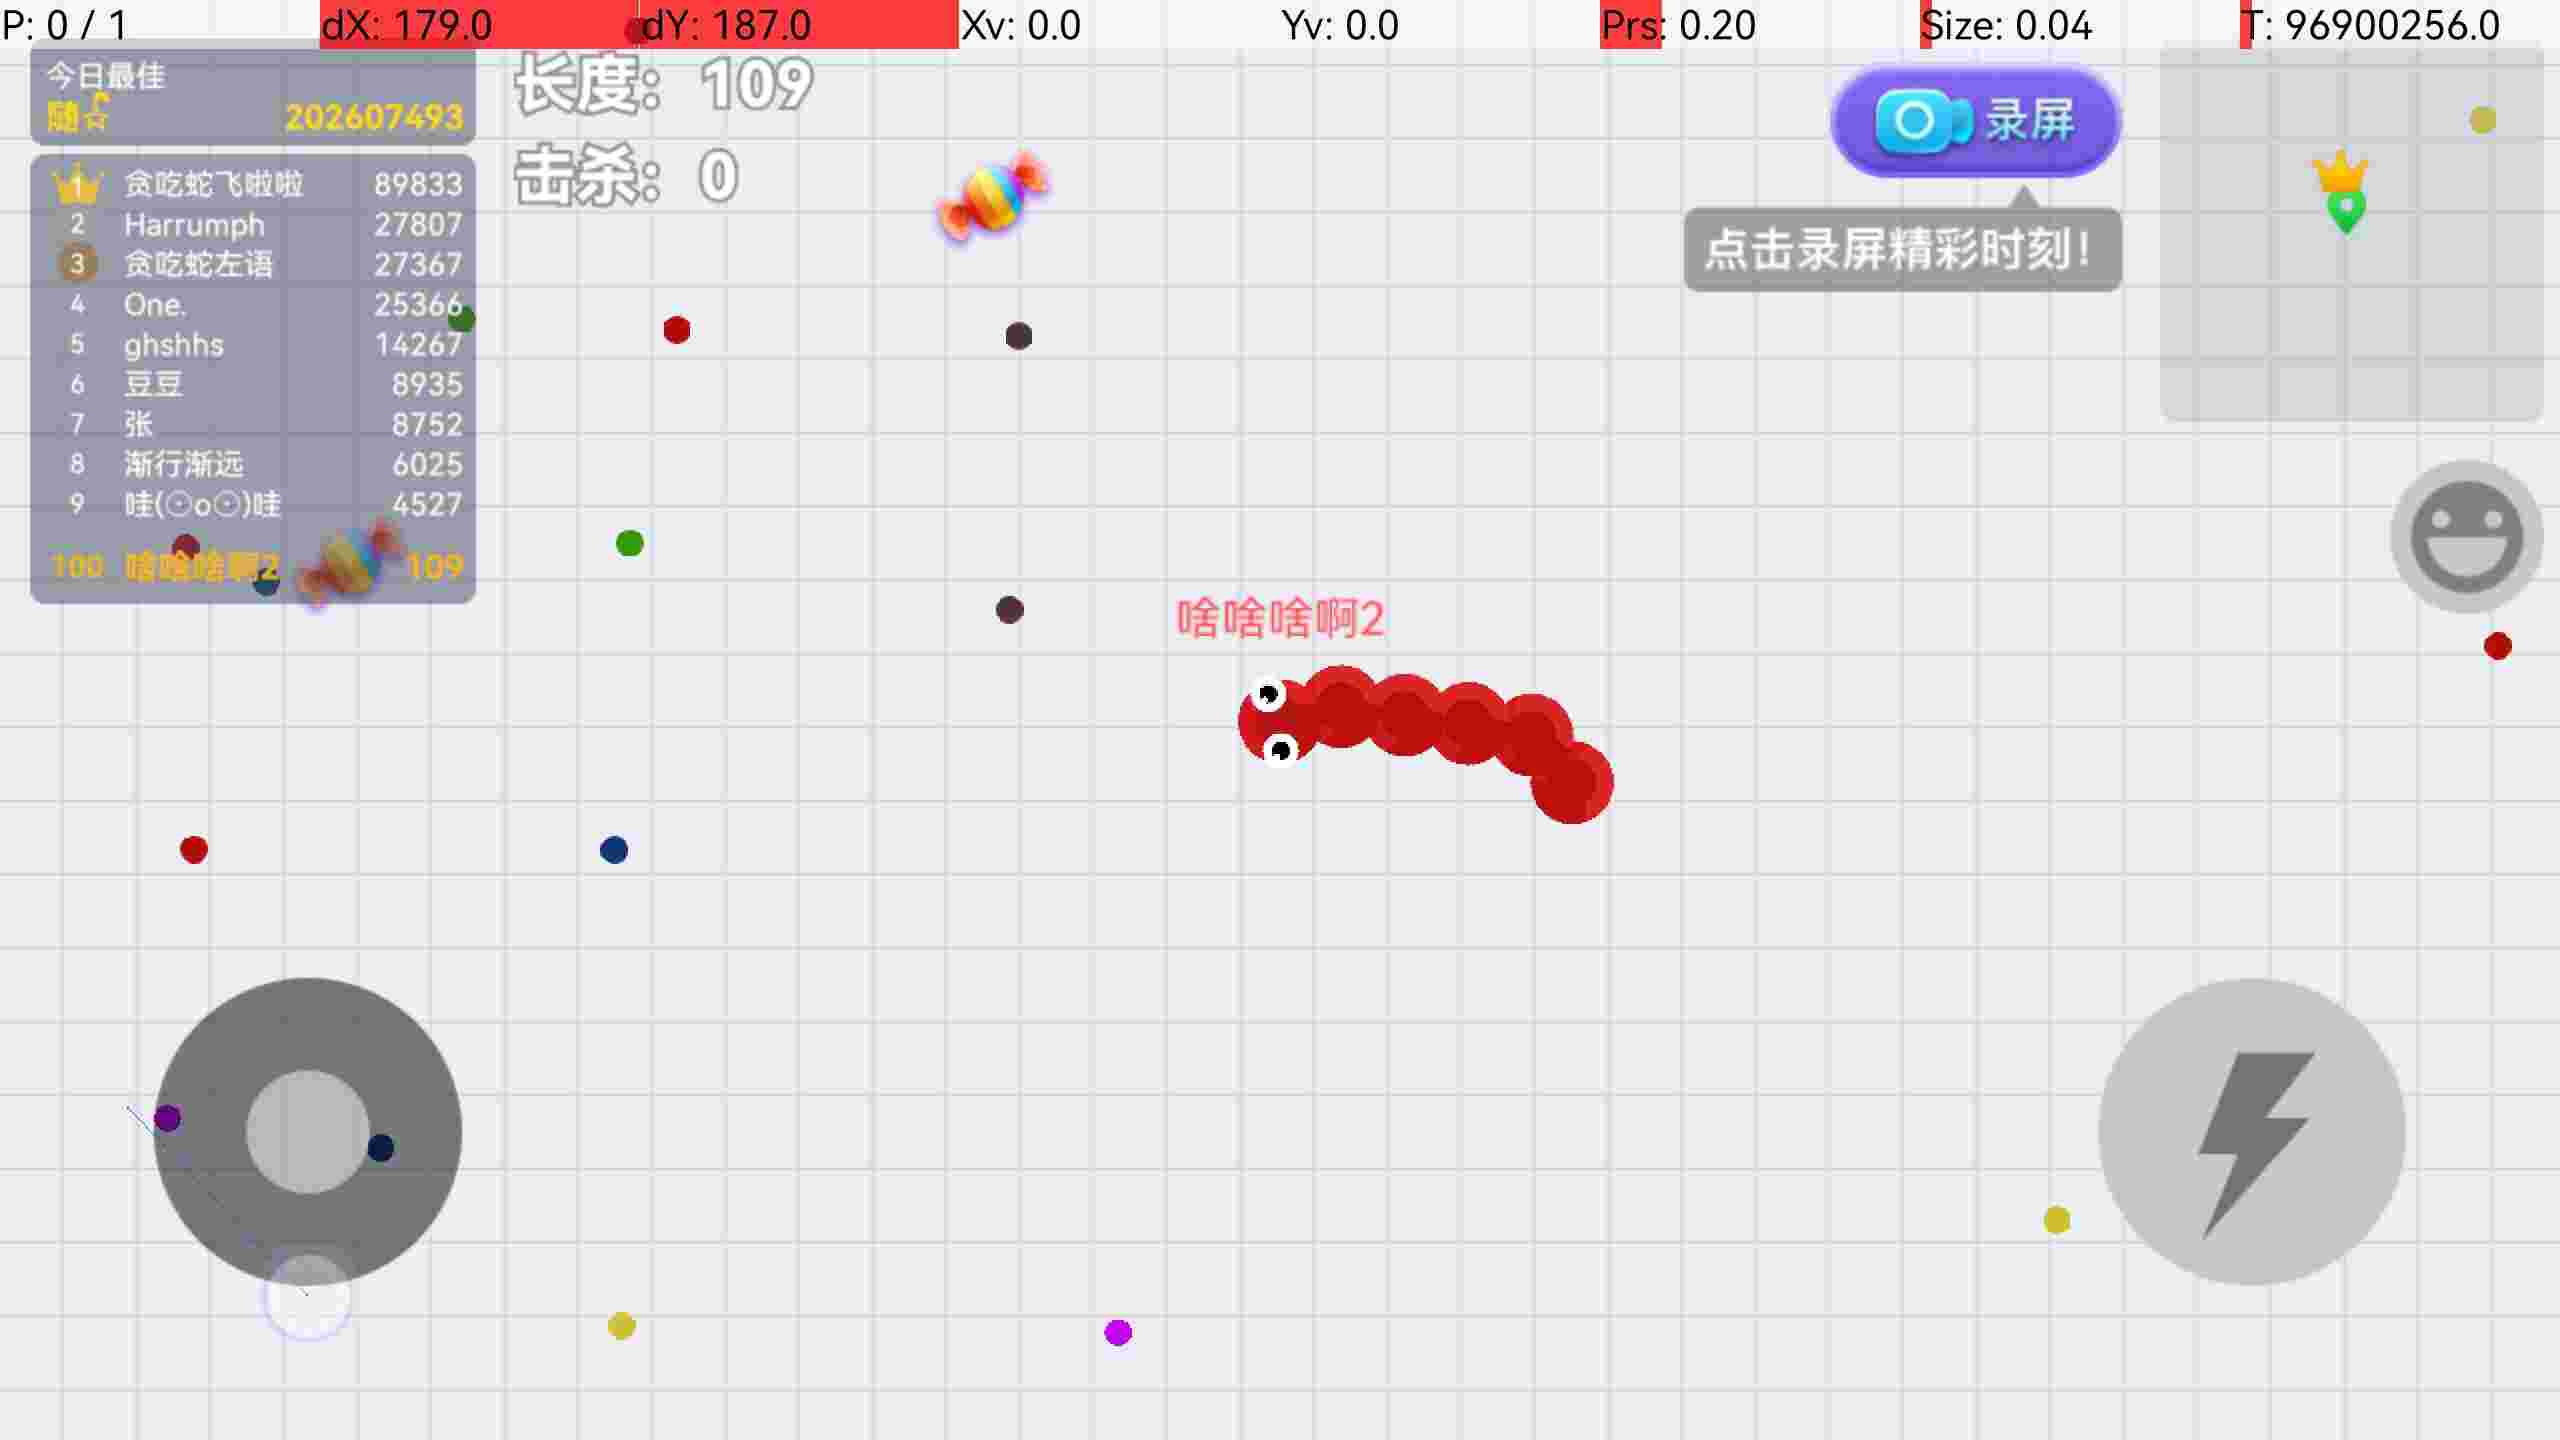 P: 0 / 1 dX: 179.0 dY: 187.0 Xv: 0.0 Yv: 0.0 Prs: 0.20 Size: 0.04 T: 96900256.0
今日最佳
随☆ 202607493
长度：109
击杀：0
录屏
点击录屏精彩时刻！
1 贪吃蛇飞啦啦 89833
2 Harrumph 27807
3 贪吃蛇左语 27367
4 One. 25366
5 ghshhs 14267
6 豆豆 8935
7 张 8752
8 渐行渐远 6025
9 哇(⊙o⊙)哇 4527
100 啥啥啥啊2 109
啥啥啥啊2